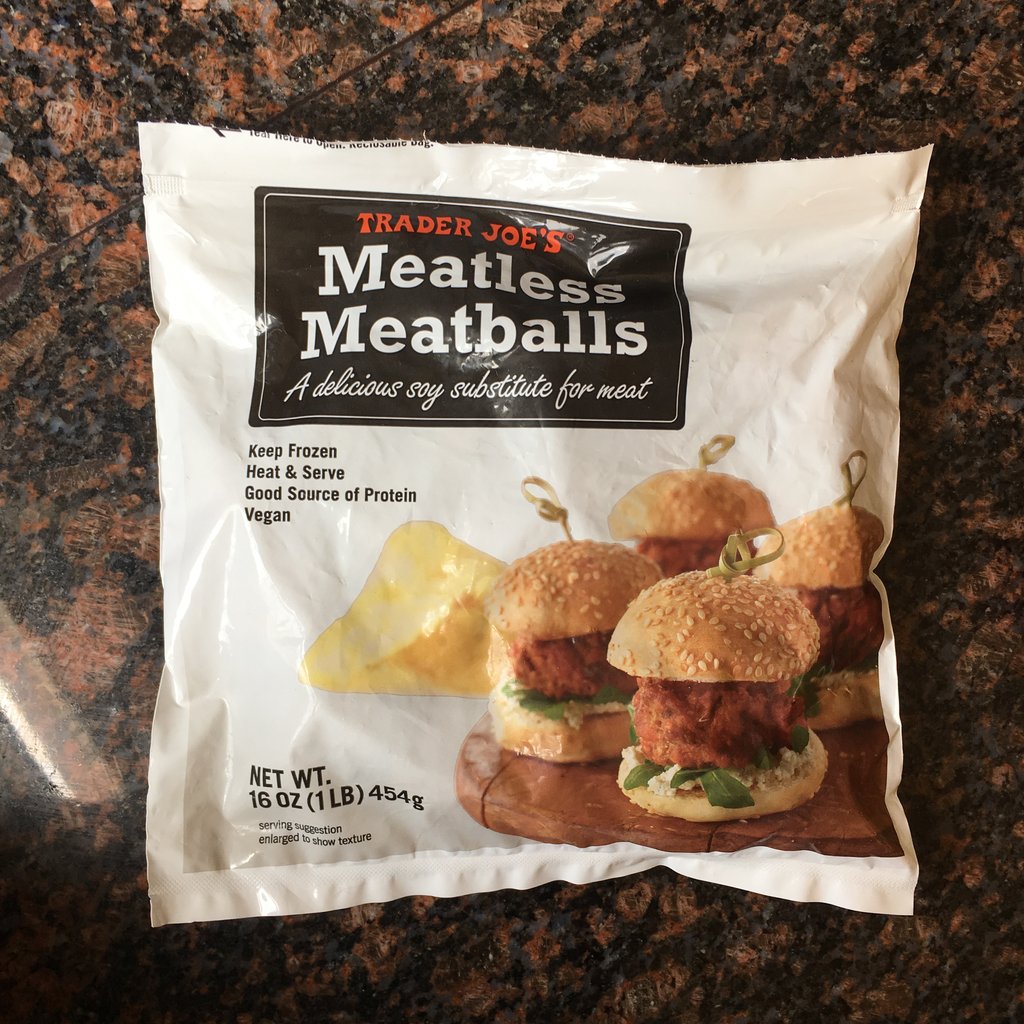 Tear Here to Open. Reclosable Bag.
TRADER JOE'S®
Meatless
Meatballs
A delicious soy substitute for meat
Keep Frozen
Heat & Serve
Good Source of Protein
Vegan
NET WT.
16 OZ (1 LB) 454g
serving suggestion
enlarged to show texture